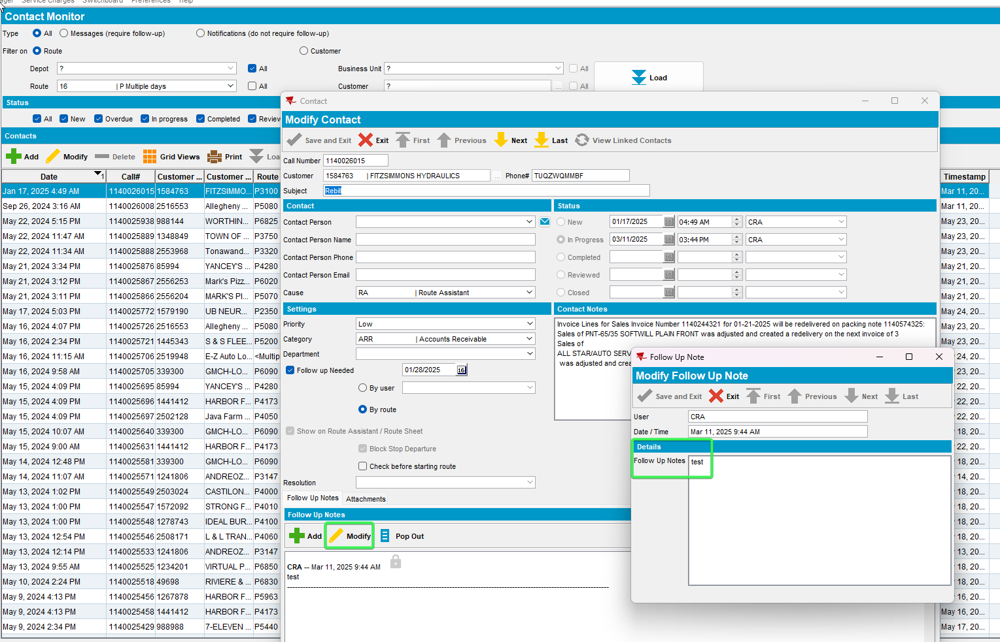 Service Charges Switchboard Preferences Help
Contact Monitor
Type All Messages (require follow-up) Notifications (do not require follow-up)
Filter on Route Customer
Depot ? All Business Unit ? All
Route 16 | P Multiple days All Customer ? ... All
Load
Status
All New Overdue In progress Completed
Contacts
Add Modify Delete Grid Views Print
Date 1 Call# Customer ... Customer ... Route
Jan 17, 2025 4:49 AM 1140026015 1584763 FITZSIMMO... P3100
Sep 26, 2024 3:16 AM 1140026008 2516553 Allegheny ... P5080
May 22, 2024 5:15 PM 1140025938 988144 WORTHIN... P6825
May 22, 2024 11:47 AM 1140025889 1348849 TOWN OF ... P3750
May 22, 2024 11:34 AM 1140025888 2553968 Tonawand... P3320
May 21, 2024 3:34 PM 1140025876 85994 YANCEY'S ... P4280
May 21, 2024 3:12 PM 1140025867 2556253 Mark's Pizz... P6020
May 21, 2024 3:11 PM 1140025866 2556204 MARK'S PI... P5070
May 17, 2024 5:03 PM 1140025772 1579190 UB NEUR... P2350
May 16, 2024 4:07 PM 1140025726 2516553 Allegheny ... P5080
May 16, 2024 2:34 PM 1140025721 1445343 S & S FLEE... P5200
May 16, 2024 11:15 AM 1140025706 2519948 E-Z Auto Lo... <Multip
May 16, 2024 9:58 AM 1140025705 339300 GMCH-LO... P6090
May 15, 2024 4:09 PM 1140025695 85994 YANCEY'S ... P4280
May 15, 2024 4:09 PM 1140025696 1441412 HARBOR F... P4173
May 15, 2024 4:09 PM 1140025697 2502128 Java Farm ... P4050
May 15, 2024 10:07 AM 1140025640 339300 GMCH-LO... P6090
May 15, 2024 9:00 AM 1140025631 1441412 HARBOR F... P4173
May 14, 2024 12:48 PM 1140025581 339300 GMCH-LO... P6090
May 14, 2024 11:07 AM 1140025571 1241806 ANDREOZ... P3147
May 13, 2024 1:02 PM 1140025549 2503024 CASTILON... P4000
May 13, 2024 1:00 PM 1140025547 1572092 STRONG F... P4010
May 13, 2024 1:00 PM 1140025548 1278743 IDEAL BUR... P4100
May 13, 2024 12:54 PM 1140025546 2508171 L & L TRAN... P4060
May 13, 2024 12:14 PM 1140025533 1241806 ANDREOZ... P3147
May 13, 2024 9:55 AM 1140025525 1234201 VIRTUAL P... P6850
May 10, 2024 2:24 PM 1140025518 49698 RIVIERE & ... P6830
May 9, 2024 4:13 PM 1140025456 1267878 HARBOR F... P5963
May 9, 2024 4:13 PM 1140025458 1441412 HARBOR F... P4173
May 9, 2024 2:34 PM 1140025429 988988 7-ELEVEN ... P5440
Contact
Modify Contact
Save and Exit Exit First Previous Next Last View Linked Contacts
Call Number 1140026015
Customer 1584763 | FITZSIMMONS HYDRAULICS ... Phone# TUQZWQMMBF
Subject Rebill
Contact
Contact Person
Contact Person Name
Contact Person Phone
Contact Person Email
Cause RA | Route Assistant
Status
New 01/17/2025 16 04:49 AM CRA
In Progress 03/11/2025 16 03:44 PM CRA
Completed 16
Reviewed 16
Closed 16
Settings
Priority Low
Category ARR | Accounts Receivable
Department
Follow up Needed 01/28/2025 16
By user
By route
Show on Route Assistant / Route Sheet
Block Stop Departure
Check before starting route
Resolution
Contact Notes
Invoice Lines for Sales Invoice Number 1140244321 for 01-21-2025 will be redelivered on packing note 1140574325:
Sales of PNT-65/35 SOFTWILL PLAIN FRONT was adjusted and created a redelivery on the next invoice of 3
Sales of
ALL STAR/AUTO SERV
was adjusted and crea
Follow Up Notes Attachments
Follow Up Notes
Add Modify Pop Out
CRA -- Mar 11, 2025 9:44 AM
test
Follow Up Note
Modify Follow Up Note
Save and Exit Exit First Previous Next Last
User CRA
Date / Time Mar 11, 2025 9:44 AM
Details
Follow Up Notes test
Timestamp
Mar 11, 20...
Mar 11, 20...
May 23, 20...
May 23, 20...
May 23, 20...
May 21, 20...
May 21, 20...
May 21, 20...
May 24, 20...
May 23, 20...
May 23, 20...
24, 20...
23, 20...
22, 20...
22, 20...
22, 20...
18, 20...
22, 20...
18, 20...
14, 20...
18, 20...
18, 20...
18, 20...
18, 20...
13, 20...
18, 20...
18, 20...
16, 20...
May 16, 20...
May 17, 20...